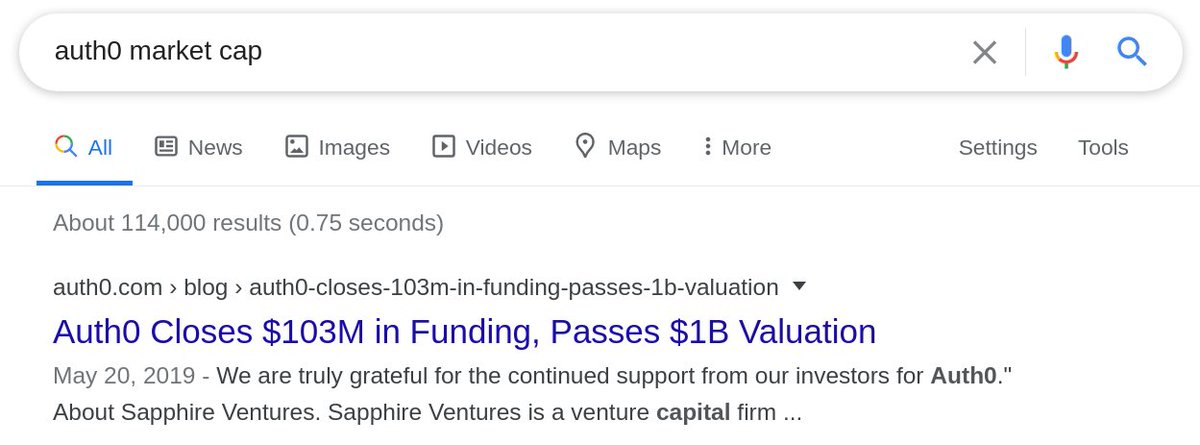 auth0 market cap
All News Images Videos Maps More Settings Tools
About 114,000 results (0.75 seconds)
auth0.com › blog › auth0-closes-103m-in-funding-passes-1b-valuation
Auth0 Closes $103M in Funding, Passes $1B Valuation
May 20, 2019 - We are truly grateful for the continued support from our investors for Auth0."
About Sapphire Ventures. Sapphire Ventures is a venture capital firm ...